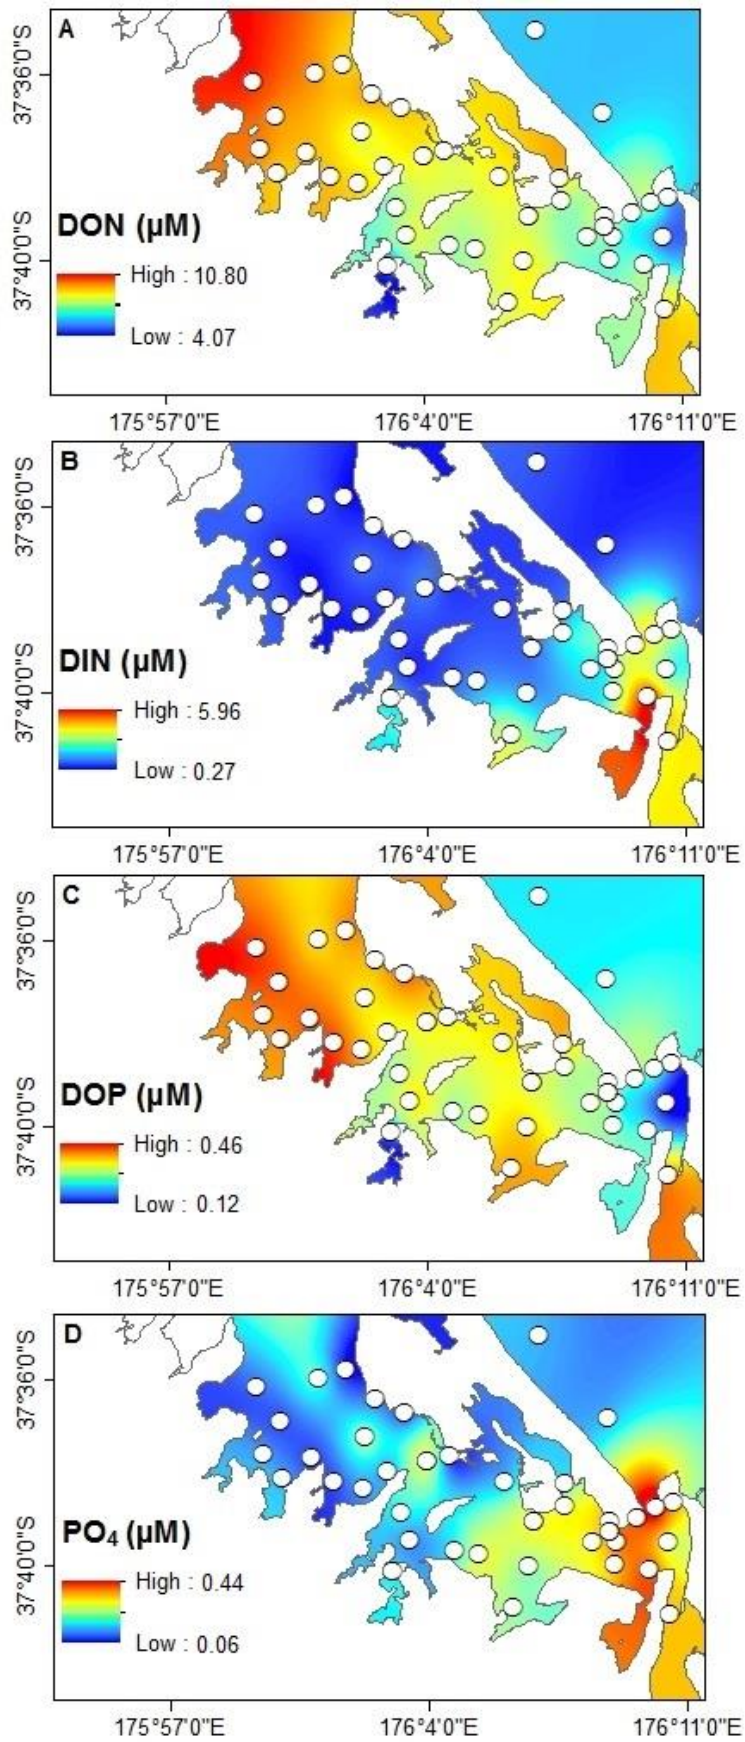 A
37°36'0"S
DON (µM)
High : 10.80
37°40'0"S
Low : 4.07
175°57'0"E 176°4'0"E 176°11'0"E
B
37°36'0"S
DIN (µM)
High : 5.96
37°40'0"S
Low : 0.27
175°57'0"E 176°4'0"E 176°11'0"E
C
37°36'0"S
DOP (µM)
High : 0.46
37°40'0"S
Low : 0.12
175°57'0"E 176°4'0"E 176°11'0"E
D
37°36'0"S
PO₄ (µM)
High : 0.44
37°40'0"S
Low : 0.06
175°57'0"E 176°4'0"E 176°11'0"E